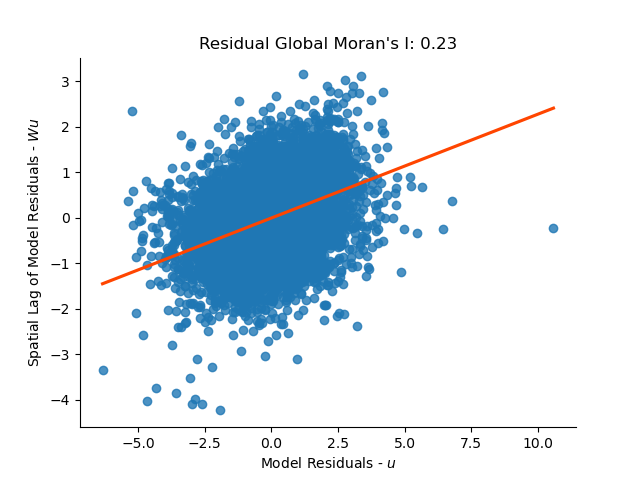 Residual Global Moran's I: 0.23
Spatial Lag of Model Residuals - Wu
3
2
1
0
−1
−2
−3
−4
−5.0 −2.5 0.0 2.5 5.0 7.5 10.0
Model Residuals - u